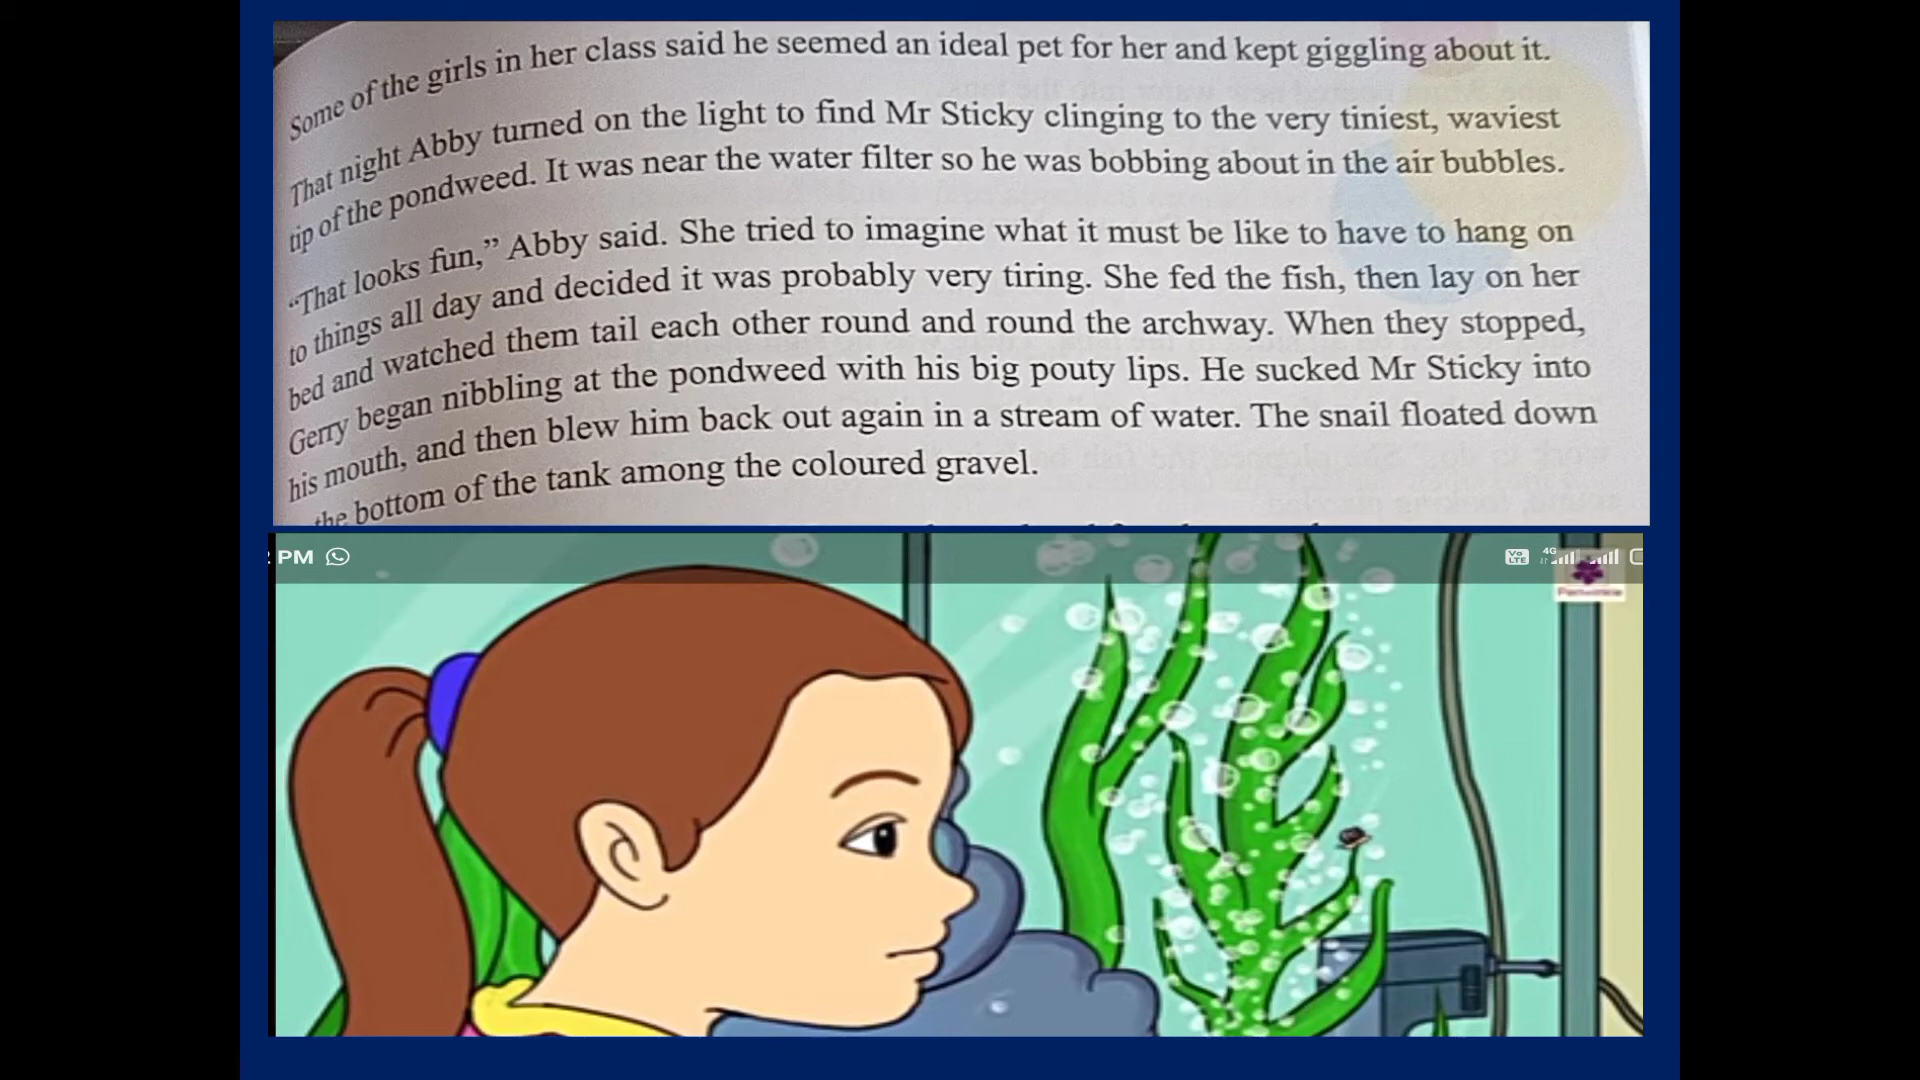 Some of the girls in her class said he seemed an ideal pet for her and kept giggling about it.
That night Abby turned on the light to find Mr Sticky clinging to the very tiniest, waviest
tip of the pondweed. It was near the water filter so he was bobbing about in the air bubbles.
“That looks fun,” Abby said. She tried to imagine what it must be like to have to hang on
to things all day and decided it was probably very tiring. She fed the fish, then lay on her
bed and watched them tail each other round and round the archway. When they stopped,
Gerry began nibbling at the pondweed with his big pouty lips. He sucked Mr Sticky into
his mouth, and then blew him back out again in a stream of water. The snail floated down
the bottom of the tank among the coloured gravel.
PM
Vo LTE 4G
Periwinkle